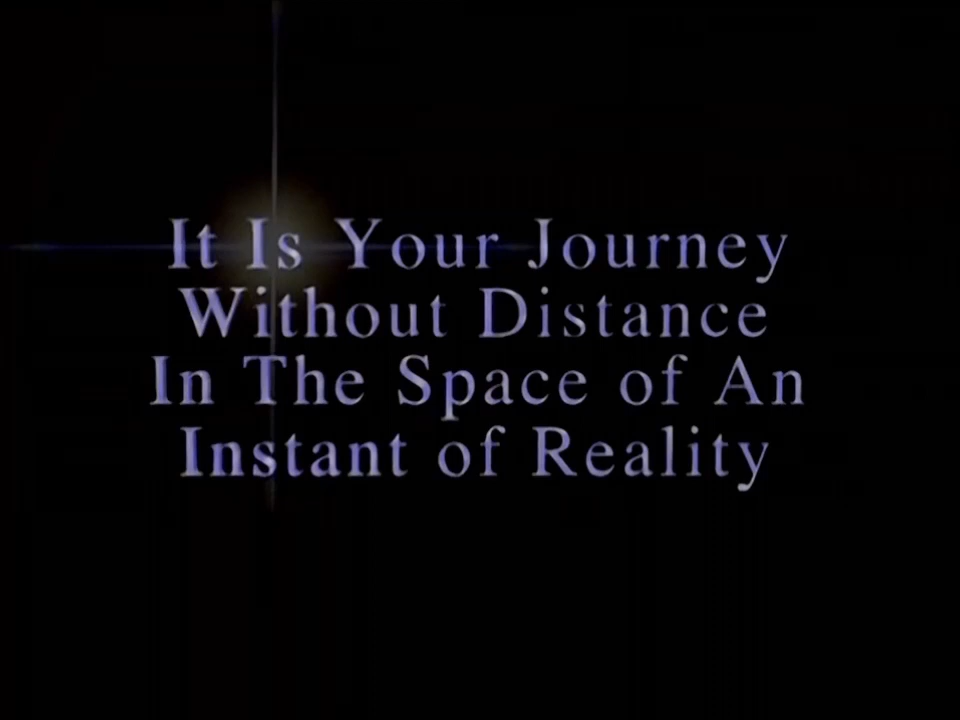 It Is Your Journey
Without Distance
In The Space of An
Instant of Reality